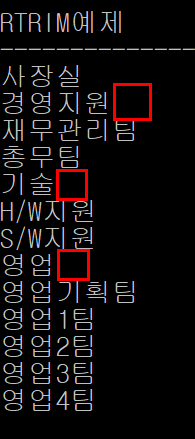 RTRIM예제
--------------
사장실
경영지원
재무관리팀
총무팀
기술
H/W지원
S/W지원
영업
영업기획팀
영업1팀
영업2팀
영업3팀
영업4팀